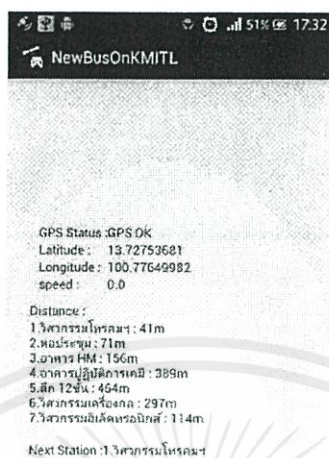 51% 17:32
NewBusOnKMITL
GPS Status :GPS OK
Latitude : 13.72753681
Longitude : 100.77649982
speed : 0.0
Distance :
1.วิศวกรรมโทรคมฯ : 41m
2.หอประชุม : 71m
3.อาคาร HM : 156m
4.อาคารปฏิบัติการเคมี : 389m
5.ตึก 12ชั้น : 464m
6.วิศวกรรมเครื่องกล : 297m
7.วิศวกรรมอิเล็คทรอนิกส์ : 114m
Next Station :1.วิศวกรรมโทรคมฯ